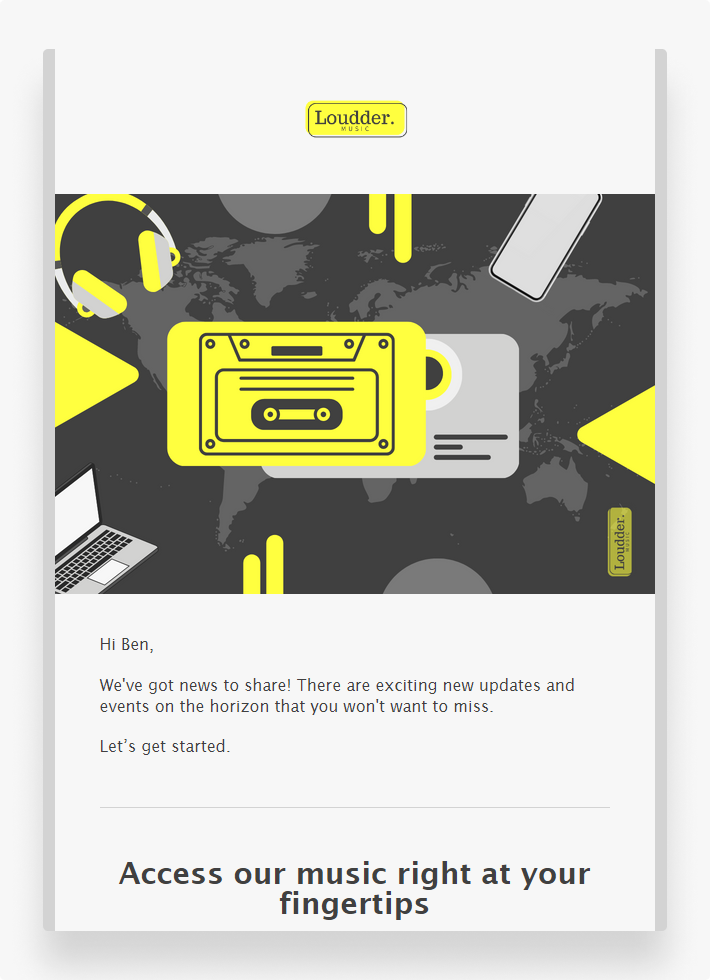 Loudder.
MUSIC
Loudder.
MUSIC
Hi Ben,
We've got news to share! There are exciting new updates and
events on the horizon that you won't want to miss.
Let’s get started.
Access our music right at your
fingertips